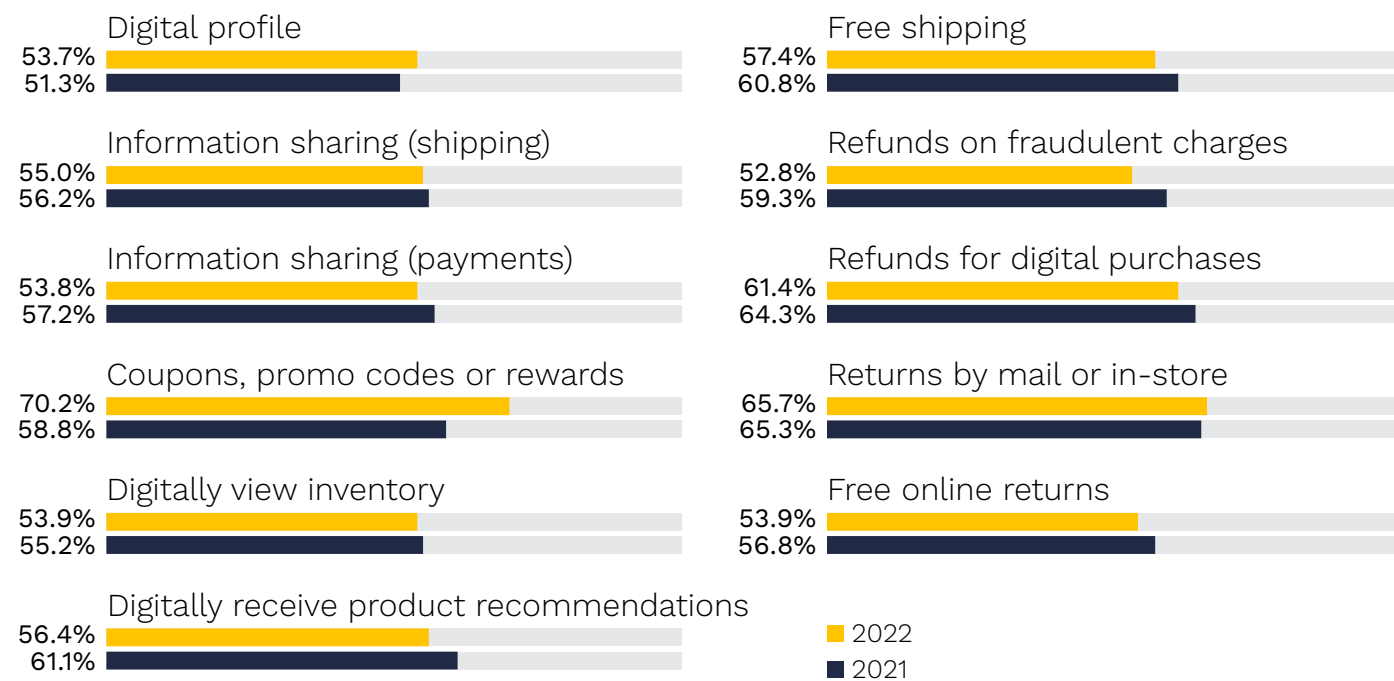 Digital profile
53.7%
51.3%
Information sharing (shipping)
55.0%
56.2%
Information sharing (payments)
53.8%
57.2%
Coupons, promo codes or rewards
70.2%
58.8%
Digitally view inventory
53.9%
55.2%
Digitally receive product recommendations
56.4%
61.1%
Free shipping
57.4%
60.8%
Refunds on fraudulent charges
52.8%
59.3%
Refunds for digital purchases
61.4%
64.3%
Returns by mail or in-store
65.7%
65.3%
Free online returns
53.9%
56.8%
2022
2021